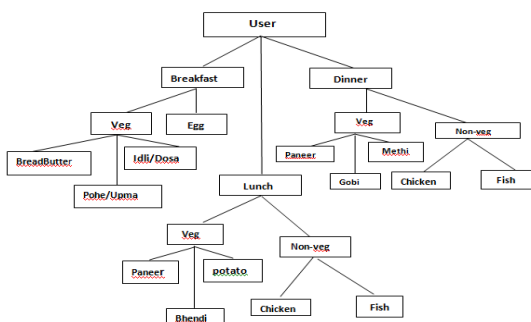 User
Breakfast
Dinner
Veg
Egg
Veg
Non-veg
BreadButter
Idli/Dosa
Paneer
Methi
Pohe/Upma
Lunch
Gobi
Chicken
Fish
Veg
Non-veg
Paneer
potato
Chicken
Fish
Bhendi